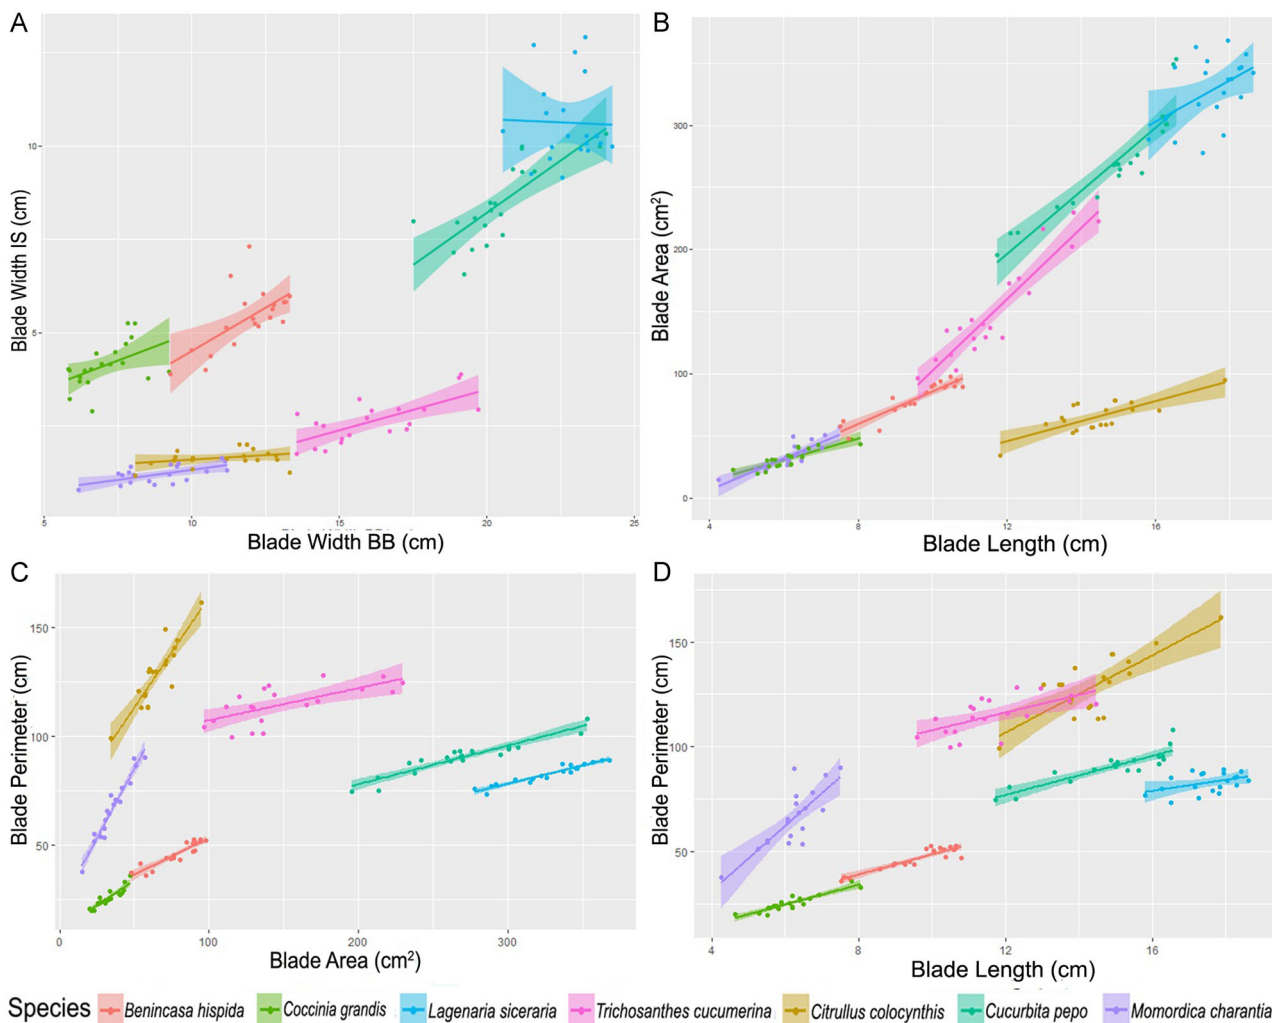 A
B
Blade Width IS (cm)
10
5
5
10
15
20
25
Blade Width BB (cm)
Blade Area (cm²)
300
200
100
0
4
8
12
16
Blade Length (cm)
C
D
Blade Perimeter (cm)
150
100
50
0
100
200
300
Blade Area (cm²)
Blade Perimeter (cm)
150
100
50
4
8
12
16
Blade Length (cm)
Species Benincasa hispida Coccinia grandis Lagenaria siceraria Trichosanthes cucumerina Citrullus colocynthis Cucurbita pepo Momordica charantia